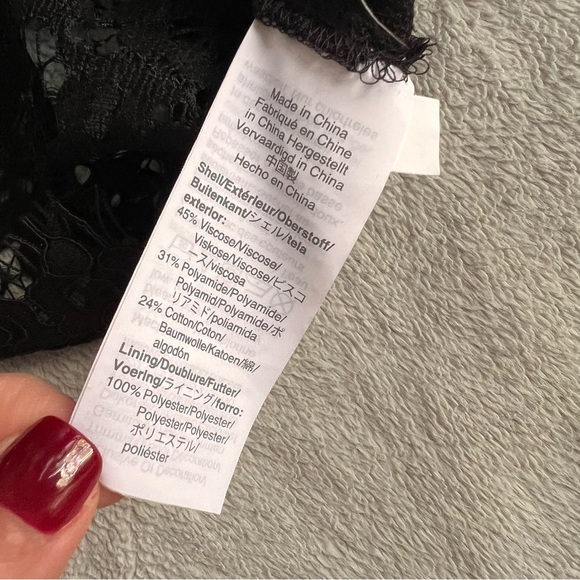 Made in China
Fabriqué en Chine
in China Hergestellt
Vervaardigd in China
中国製
Hecho en China
Shell/Extérieur/Oberstoff/
Buitenkant/シェル/tela
exterior:
45% Viscose/Viscose/
Viskose/Viscose/ビスコ
ース/viscosa
31% Polyamide/Polyamide/
Polyamid/Polyamide/ポ
リアミド/poliamida
24% Cotton/Coton/
Baumwolle/Katoen/綿/
algodón
Lining/Doublure/Futter/
Voering/ライニング/forro:
100% Polyester/Polyester/
Polyester/Polyester/
ポリエステル/
poliéster